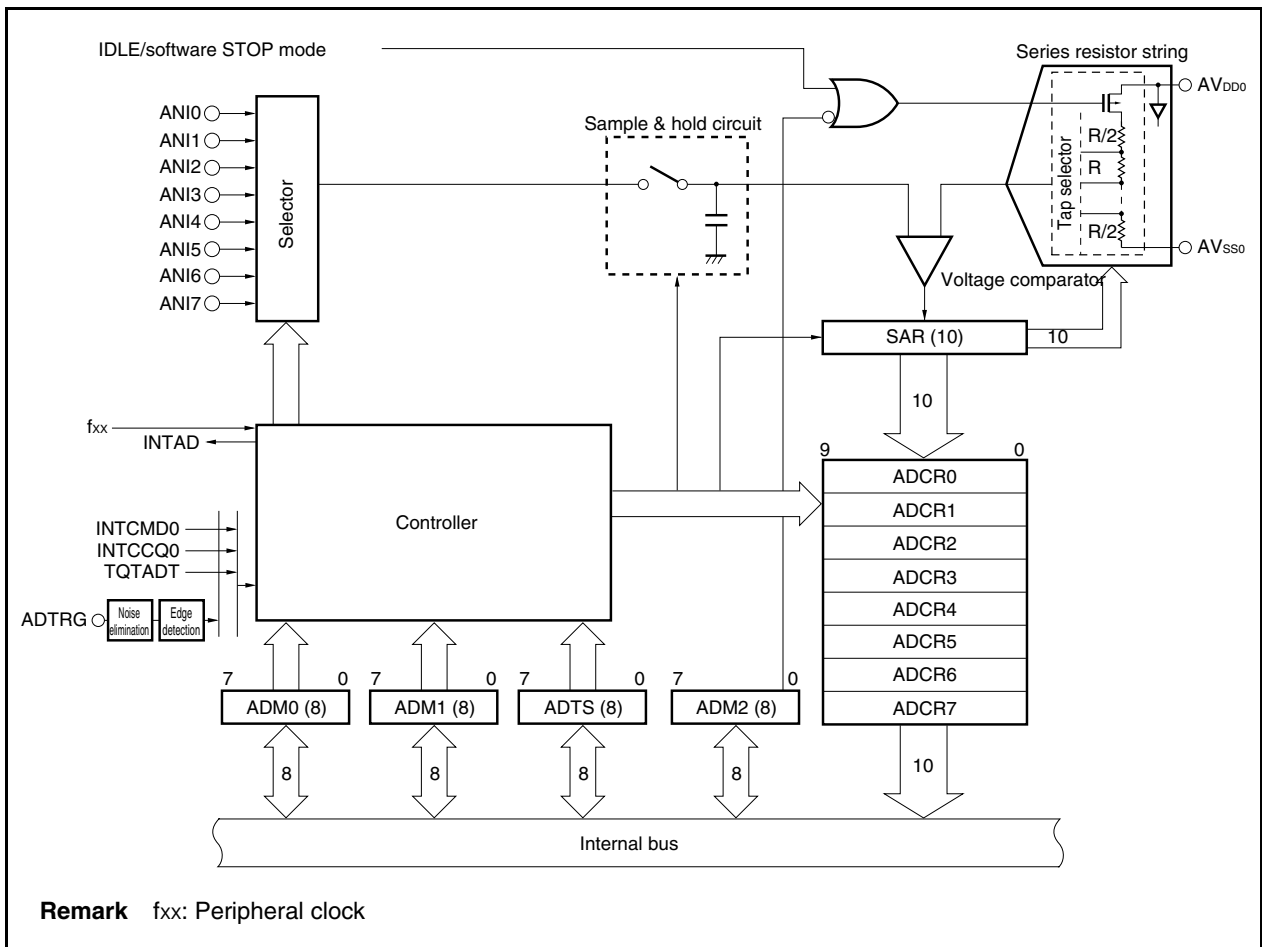 IDLE/software STOP mode
Series resistor string
AVDD0
ANI0
ANI1
ANI2
ANI3
ANI4
ANI5
ANI6
ANI7
Selector
Sample & hold circuit
Tap selector
R/2
R
R/2
AVSS0
Voltage comparator
SAR (10)
10
10
fxx
INTAD
Controller
9 0
ADCR0
ADCR1
ADCR2
ADCR3
ADCR4
ADCR5
ADCR6
ADCR7
INTCMD0
INTCCQ0
TQTADT
ADTRG
Noise
elimination
Edge
detection
7 0
7 0
7 0
7 0
ADM0 (8)
ADM1 (8)
ADTS (8)
ADM2 (8)
8
8
8
8
10
Internal bus
Remark fxx: Peripheral clock